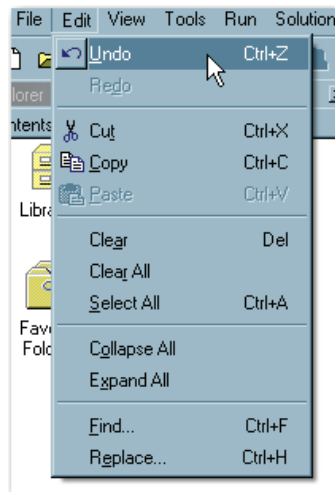 File Edit View Tools Run Solution
Undo Ctrl+Z
Redo
Cut Ctrl+X
Copy Ctrl+C
Paste Ctrl+V
Clear Del
Clear All
Select All Ctrl+A
Collapse All
Expand All
Find... Ctrl+F
Replace... Ctrl+H